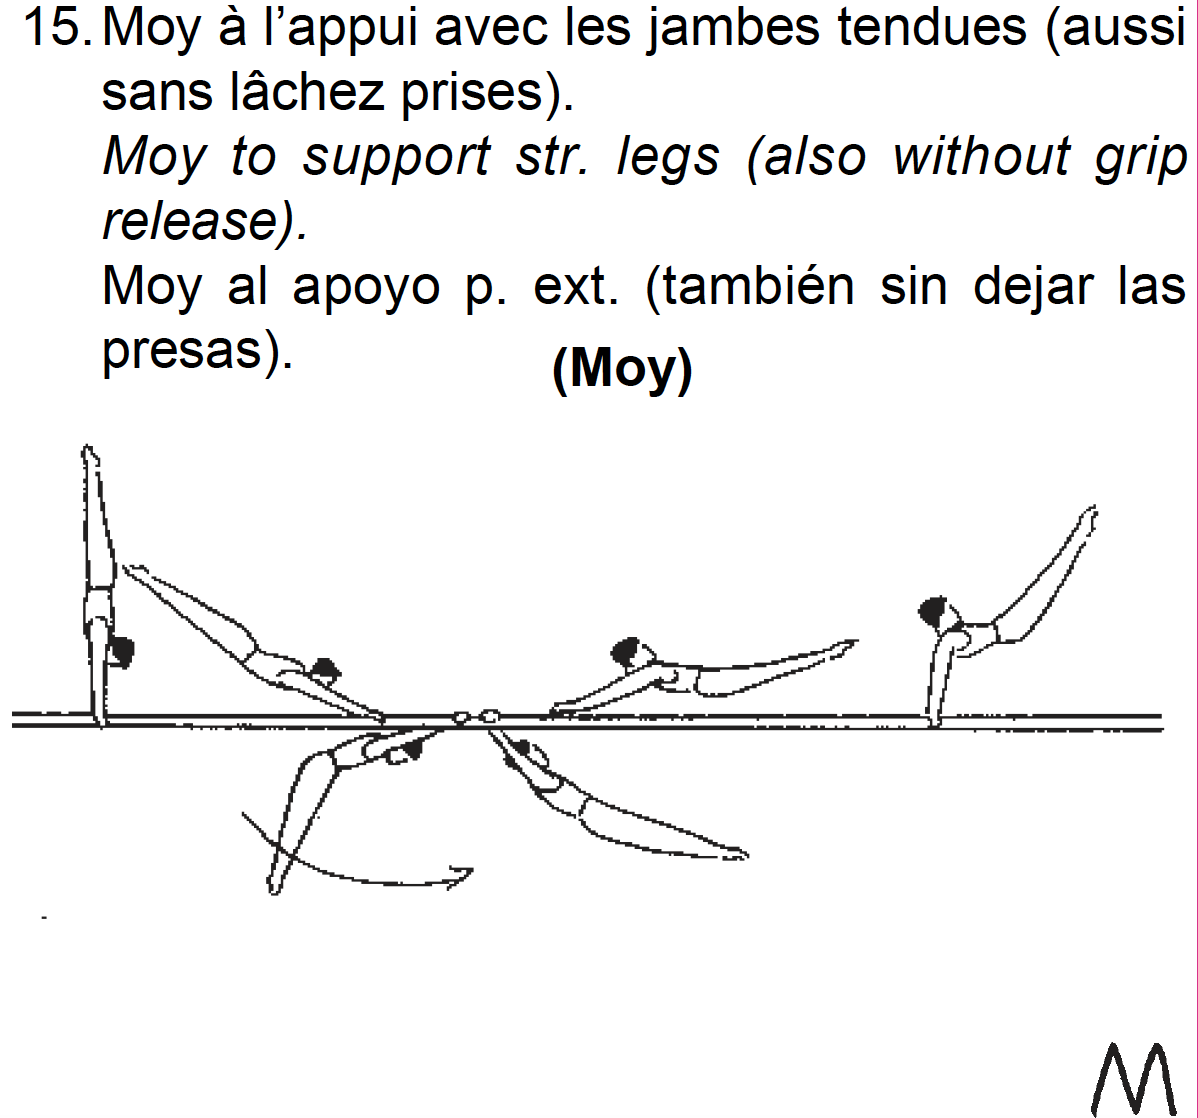 15. Moy à l’appui avec les jambes tendues (aussi
sans lâchez prises).
Moy to support str. legs (also without grip
release).
Moy al apoyo p. ext. (también sin dejar las
presas).
(Moy)
M